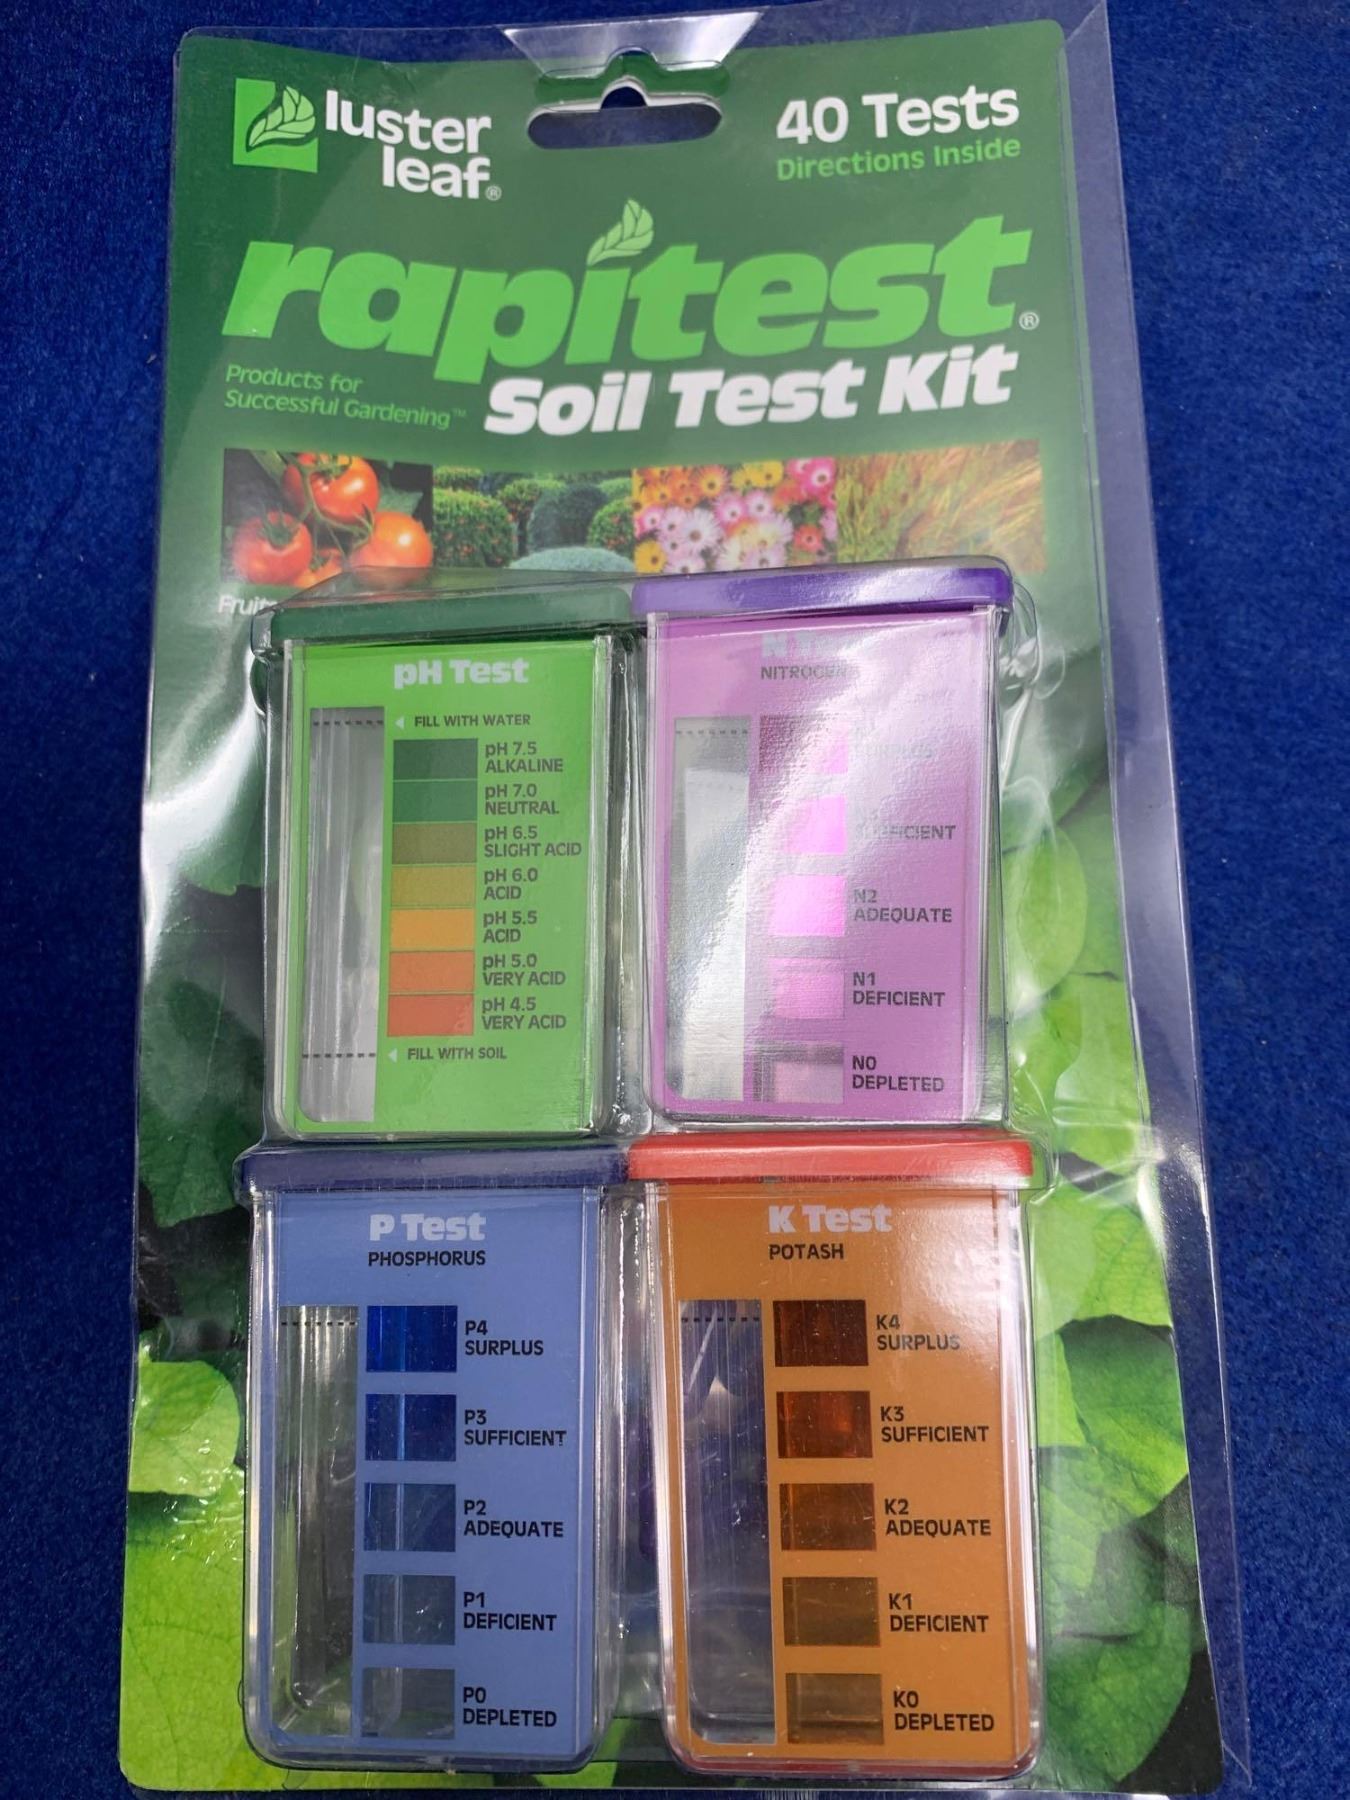 luster
leaf®
40 Tests
Directions Inside
rapitest®
Products for
Successful Gardening™
Soil Test Kit
pH Test
FILL WITH WATER
pH 7.5
ALKALINE
pH 7.0
NEUTRAL
pH 6.5
SLIGHT ACID
pH 6.0
ACID
pH 5.5
ACID
pH 5.0
VERY ACID
pH 4.5
VERY ACID
FILL WITH SOIL
NITROGEN
SURPLUS
SUFFICIENT
N2
ADEQUATE
N1
DEFICIENT
N0
DEPLETED
P Test
PHOSPHORUS
P4
SURPLUS
P3
SUFFICIENT
P2
ADEQUATE
P1
DEFICIENT
P0
DEPLETED
K Test
POTASH
K4
SURPLUS
K3
SUFFICIENT
K2
ADEQUATE
K1
DEFICIENT
K0
DEPLETED